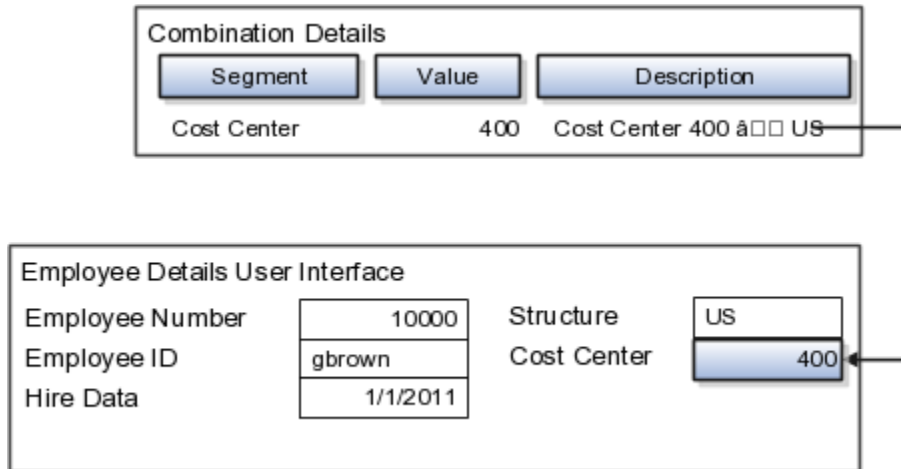 Combination Details
Segment Value Description
Cost Center 400 Cost Center 400 â□□ US
Employee Details User Interface
Employee Number 10000 Structure US
Employee ID gbrown Cost Center 400
Hire Data 1/1/2011